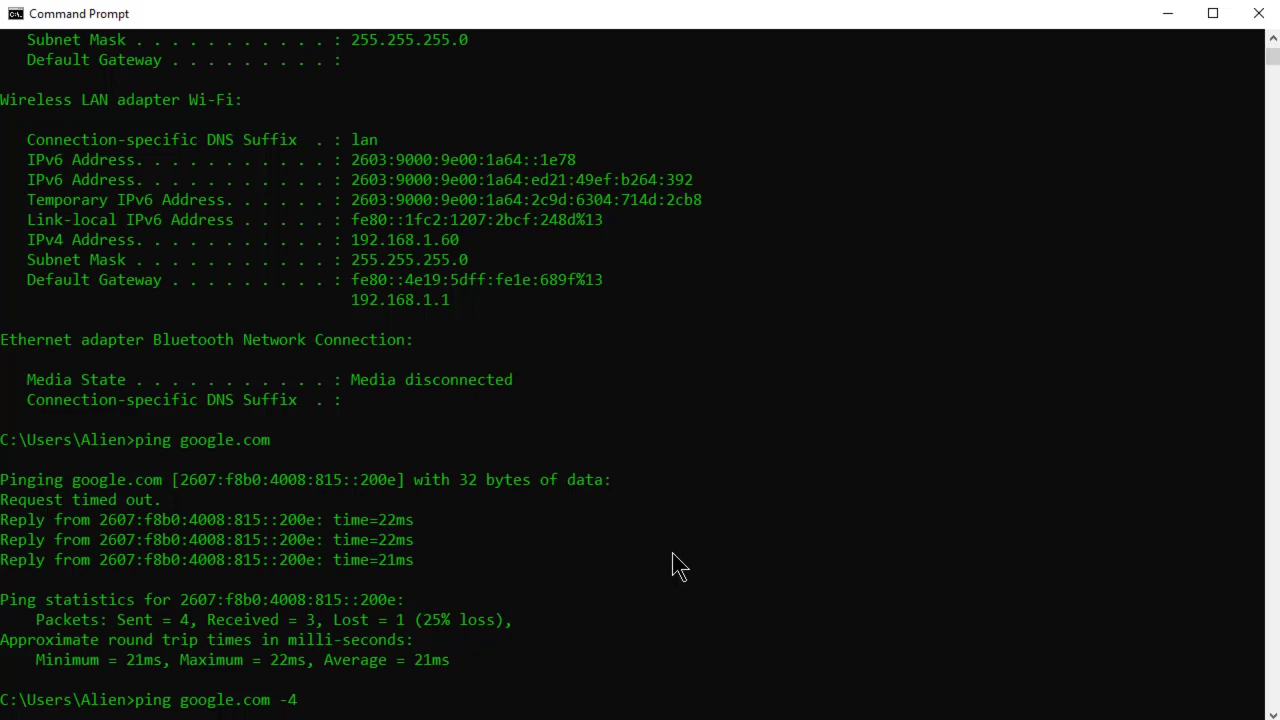 Command Prompt
Subnet Mask . . . . . . . . . . . : 255.255.255.0
Default Gateway . . . . . . . . . :
Wireless LAN adapter Wi-Fi:
Connection-specific DNS Suffix  . : lan
IPv6 Address. . . . . . . . . . . : 2603:9000:9e00:1a64::1e78
IPv6 Address. . . . . . . . . . . : 2603:9000:9e00:1a64:ed21:49ef:b264:392
Temporary IPv6 Address. . . . . . : 2603:9000:9e00:1a64:2c9d:6304:714d:2cb8
Link-local IPv6 Address . . . . . : fe80::1fc2:1207:2bcf:248d%13
IPv4 Address. . . . . . . . . . . : 192.168.1.60
Subnet Mask . . . . . . . . . . . : 255.255.255.0
Default Gateway . . . . . . . . . : fe80::4e19:5dff:fe1e:689f%13
192.168.1.1
Ethernet adapter Bluetooth Network Connection:
Media State . . . . . . . . . . . : Media disconnected
Connection-specific DNS Suffix  . :
C:\Users\Alien>ping google.com
Pinging google.com [2607:f8b0:4008:815::200e] with 32 bytes of data:
Request timed out.
Reply from 2607:f8b0:4008:815::200e: time=22ms
Reply from 2607:f8b0:4008:815::200e: time=22ms
Reply from 2607:f8b0:4008:815::200e: time=21ms
Ping statistics for 2607:f8b0:4008:815::200e:
Packets: Sent = 4, Received = 3, Lost = 1 (25% loss),
Approximate round trip times in milli-seconds:
Minimum = 21ms, Maximum = 22ms, Average = 21ms
C:\Users\Alien>ping google.com -4